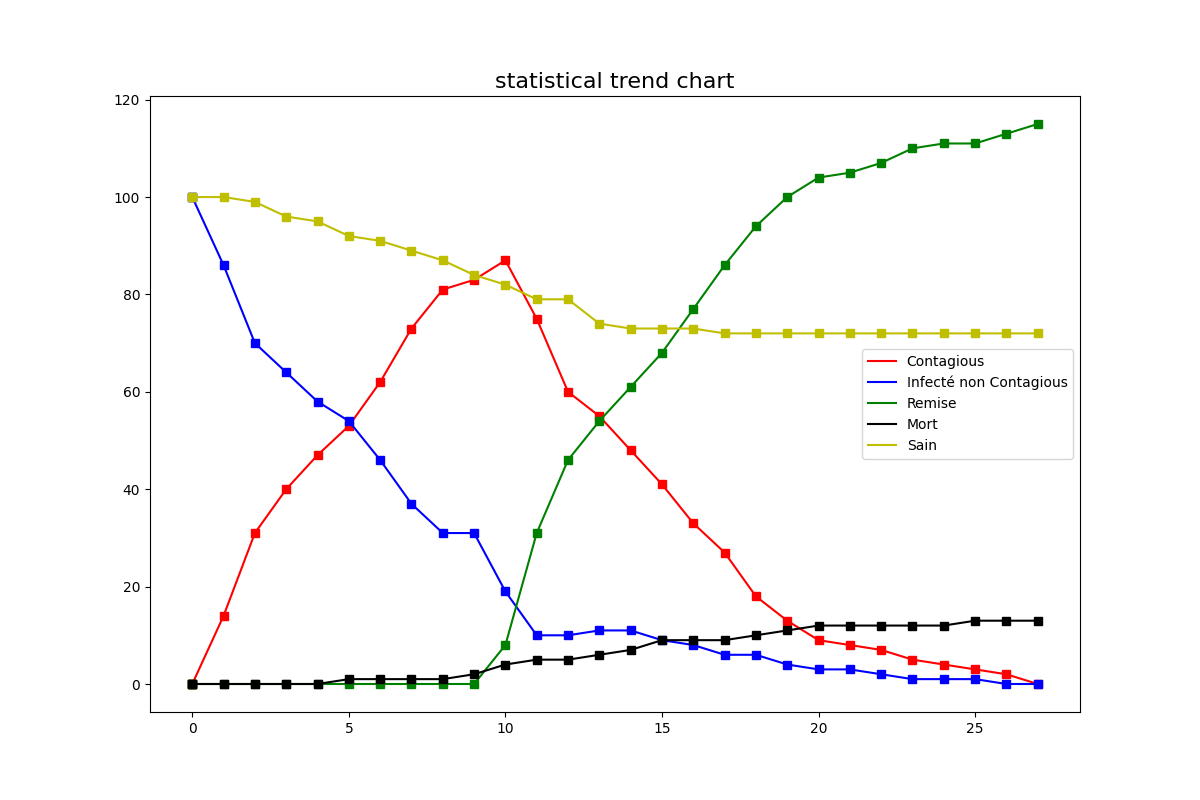 statistical trend chart
120
100
80
60
40
20
0
Contagious
Infecté non Contagious
Remise
Mort
Sain
0 5 10 15 20 25